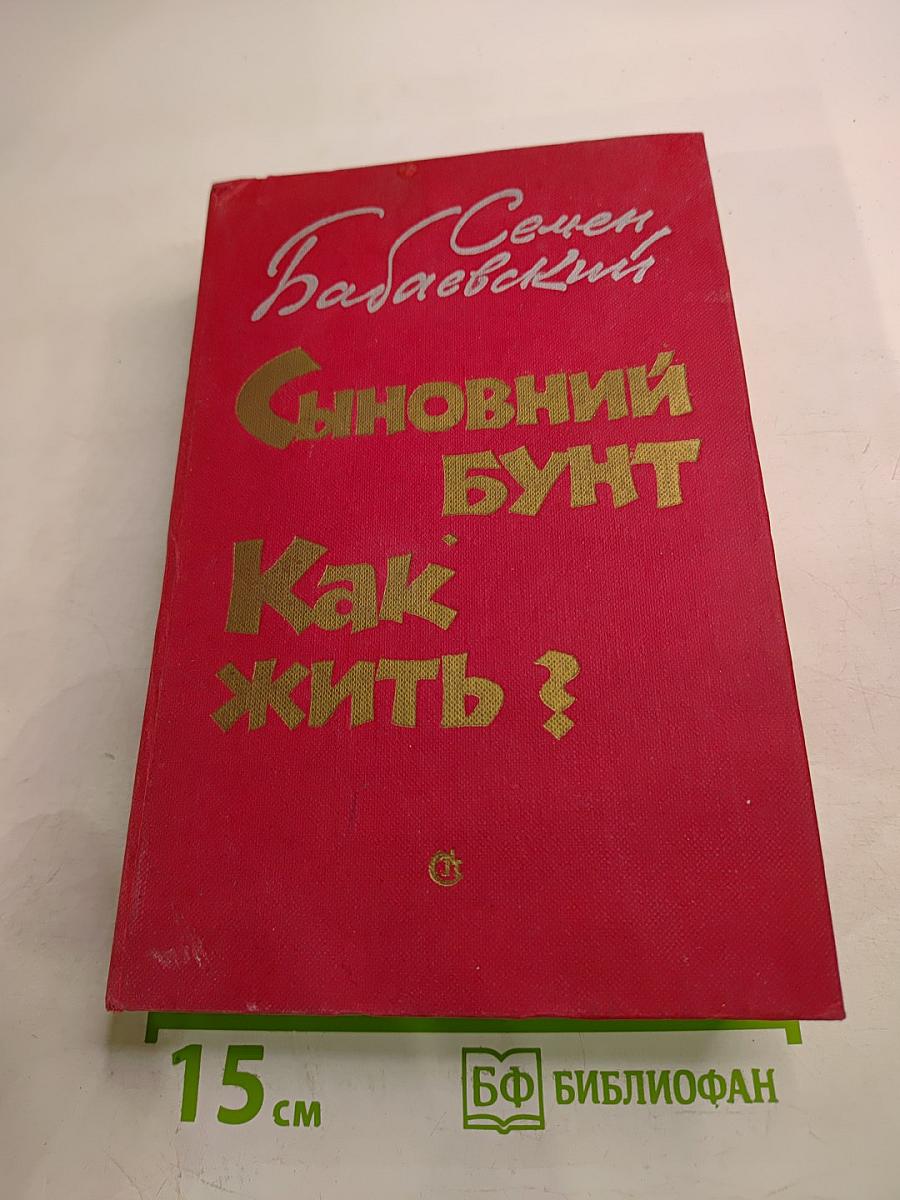 Семен
Бабаевский
Сыновний
бунт
Как
жить?
15 см
БФ БИБЛИОФАН